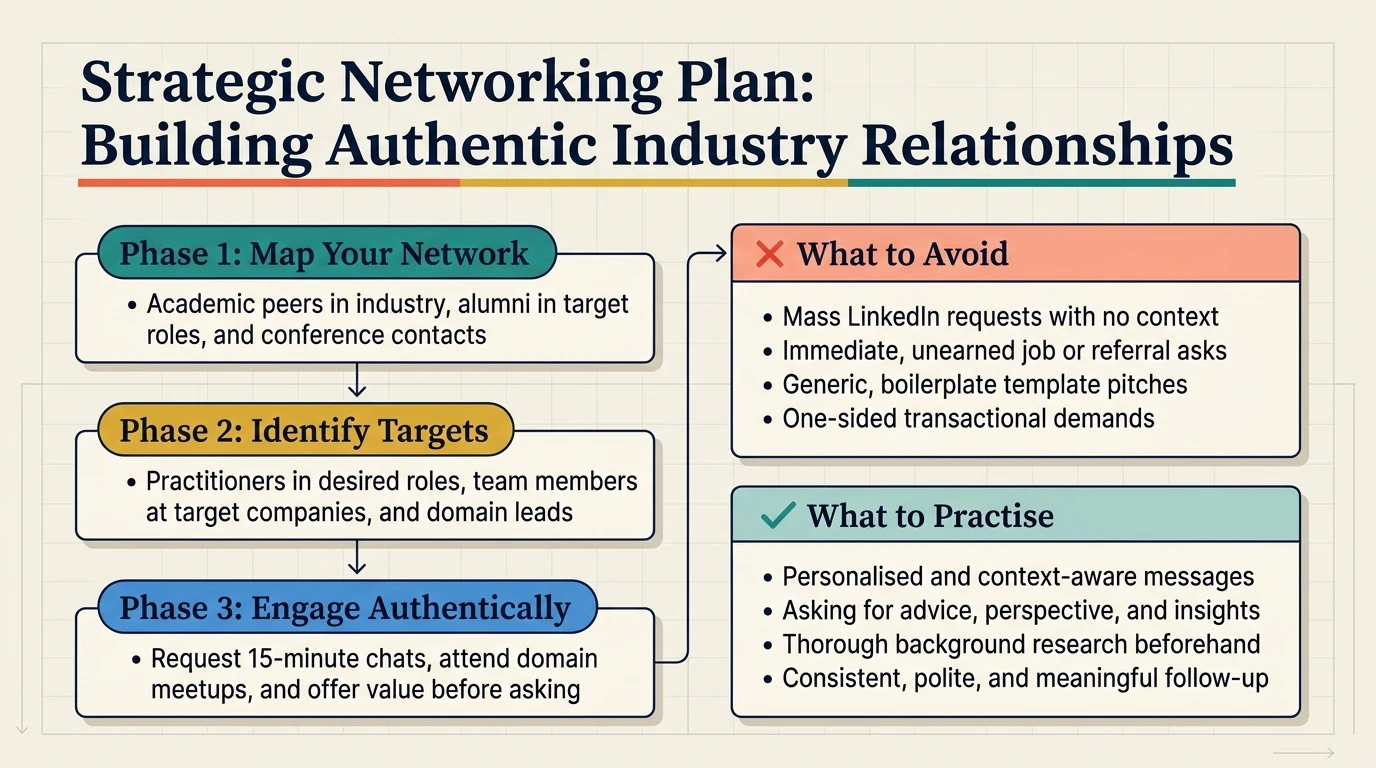 Strategic Networking Plan:
Building Authentic Industry Relationships
Phase 1: Map Your Network
• Academic peers in industry, alumni in target
roles, and conference contacts
Phase 2: Identify Targets
• Practitioners in desired roles, team members
at target companies, and domain leads
Phase 3: Engage Authentically
• Request 15-minute chats, attend domain
meetups, and offer value before asking
What to Avoid
• Mass LinkedIn requests with no context
• Immediate, unearned job or referral asks
• Generic, boilerplate template pitches
• One-sided transactional demands
What to Practise
• Personalised and context-aware messages
• Asking for advice, perspective, and insights
• Thorough background research beforehand
• Consistent, polite, and meaningful follow-up